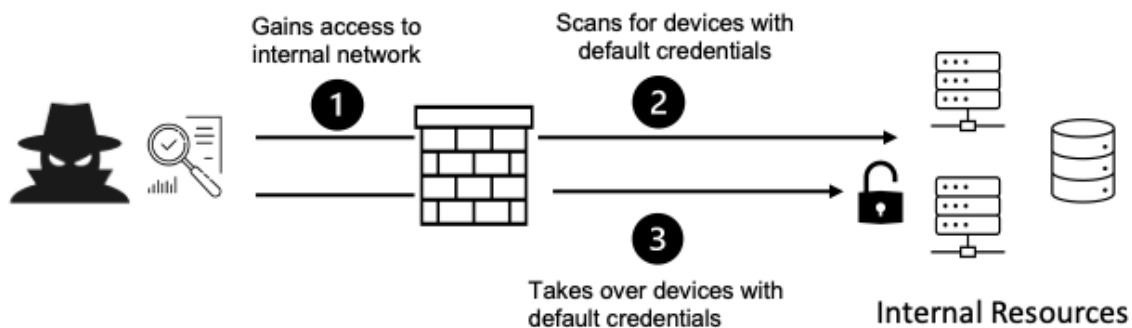 Gains access to
internal network
1
Scans for devices with
default credentials
2
3
Takes over devices with
default credentials
Internal Resources